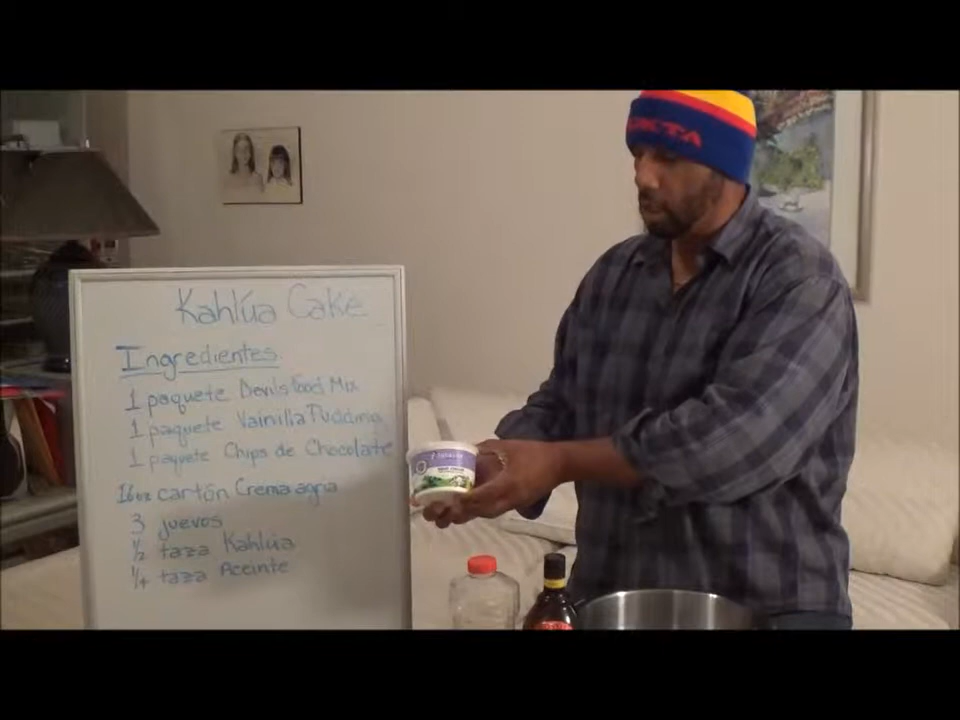 Kahlúa Cake
Ingredientes
1 paquete Devils Food Mix
1 paquete Vainilla Pudding
1 paquete Chips de Chocolate
16oz cartón Crema agria
3 juevos
½ taza Kahlúa
¼ taza Aceinte